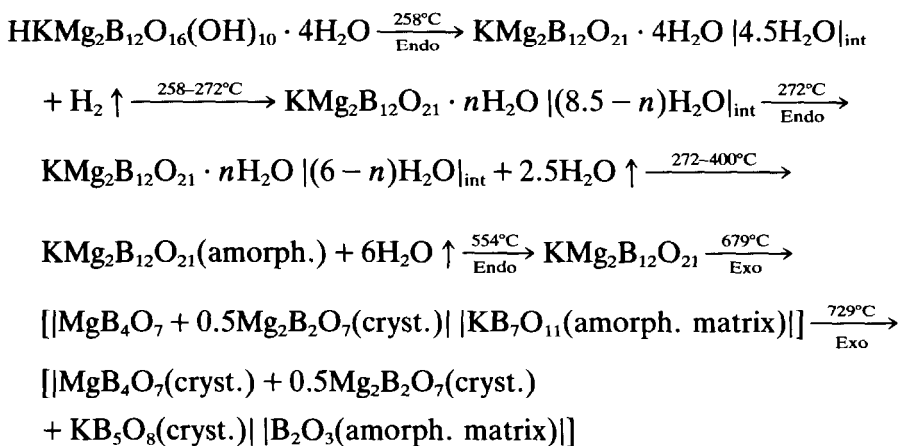 HKMg₂B₁₂O₁₆(OH)₁₀ · 4H₂O —258°C/Endo→ KMg₂B₁₂O₂₁ · 4H₂O |4.5H₂O|ᵢₙₜ
+ H₂ ↑ —258–272°C→ KMg₂B₁₂O₂₁ · nH₂O |(8.5 − n)H₂O|ᵢₙₜ —272°C/Endo→
KMg₂B₁₂O₂₁ · nH₂O |(6 − n)H₂O|ᵢₙₜ + 2.5H₂O ↑ —272–400°C→
KMg₂B₁₂O₂₁(amorph.) + 6H₂O ↑ —554°C/Endo→ KMg₂B₁₂O₂₁ —679°C/Exo→
[|MgB₄O₇ + 0.5Mg₂B₂O₇(cryst.)| |KB₇O₁₁(amorph. matrix)|] —729°C/Exo→
[|MgB₄O₇(cryst.) + 0.5Mg₂B₂O₇(cryst.)
+ KB₅O₈(cryst.)| |B₂O₃(amorph. matrix)|]